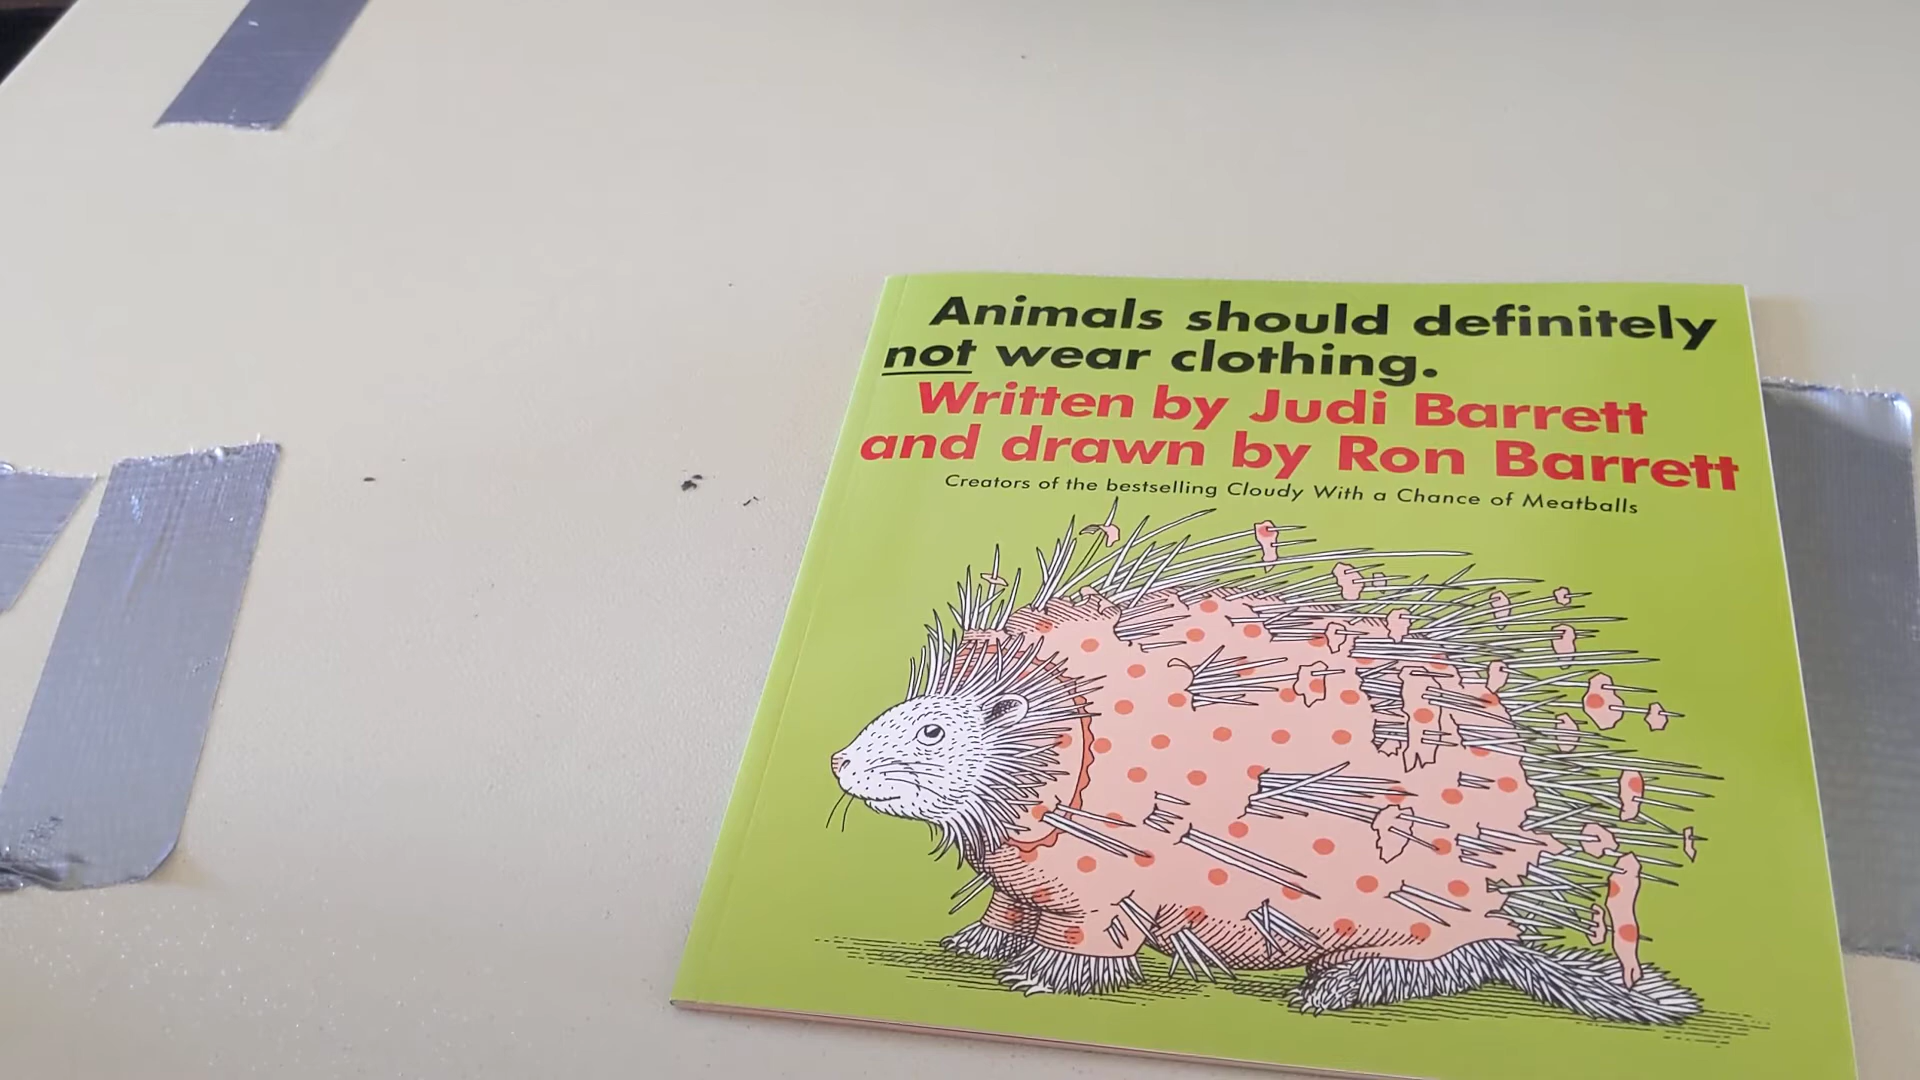 Animals should definitely
not wear clothing.
Written by Judi Barrett
and drawn by Ron Barrett
Creators of the bestselling Cloudy With a Chance of Meatballs